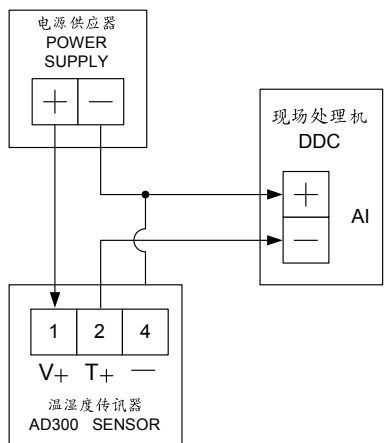 电源供应器
POWER
SUPPLY
+ —
现场处理机
DDC
+
—
AI
1 2 4
V+ T+ —
温湿度传讯器
AD300 SENSOR